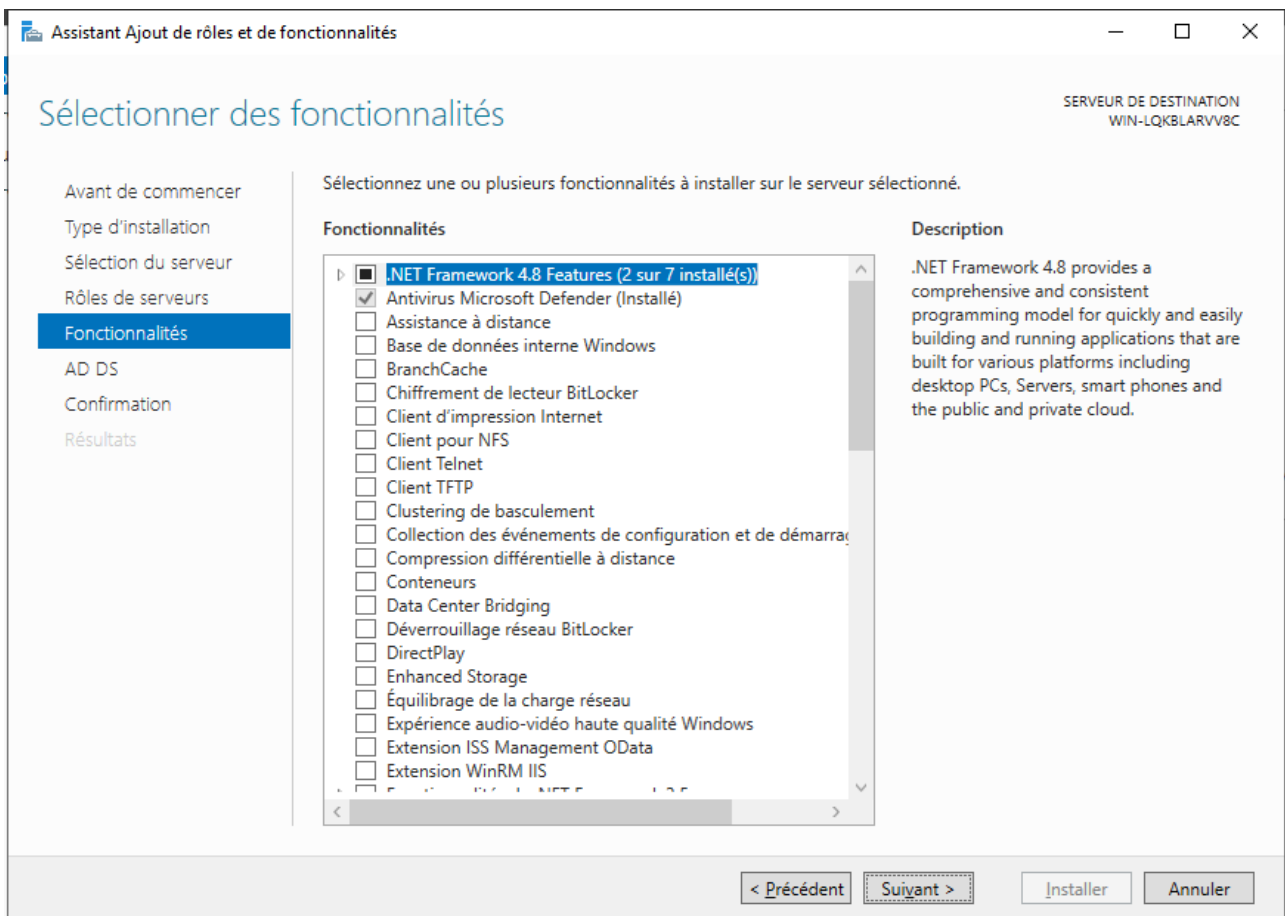 Assistant Ajout de rôles et de fonctionnalités
Sélectionner des fonctionnalités
SERVEUR DE DESTINATION
WIN-LQKBLARVV8C
Avant de commencer
Type d'installation
Sélection du serveur
Rôles de serveurs
Fonctionnalités
AD DS
Confirmation
Résultats
Sélectionnez une ou plusieurs fonctionnalités à installer sur le serveur sélectionné.
Fonctionnalités
.NET Framework 4.8 Features (2 sur 7 installé(s))
Antivirus Microsoft Defender (Installé)
Assistance à distance
Base de données interne Windows
BranchCache
Chiffrement de lecteur BitLocker
Client d'impression Internet
Client pour NFS
Client Telnet
Client TFTP
Clustering de basculement
Collection des événements de configuration et de démarrag
Compression différentielle à distance
Conteneurs
Data Center Bridging
Déverrouillage réseau BitLocker
DirectPlay
Enhanced Storage
Équilibrage de la charge réseau
Expérience audio-vidéo haute qualité Windows
Extension ISS Management OData
Extension WinRM IIS
Description
.NET Framework 4.8 provides a
comprehensive and consistent
programming model for quickly and easily
building and running applications that are
built for various platforms including
desktop PCs, Servers, smart phones and
the public and private cloud.
< Précédent
Suivant >
Installer
Annuler